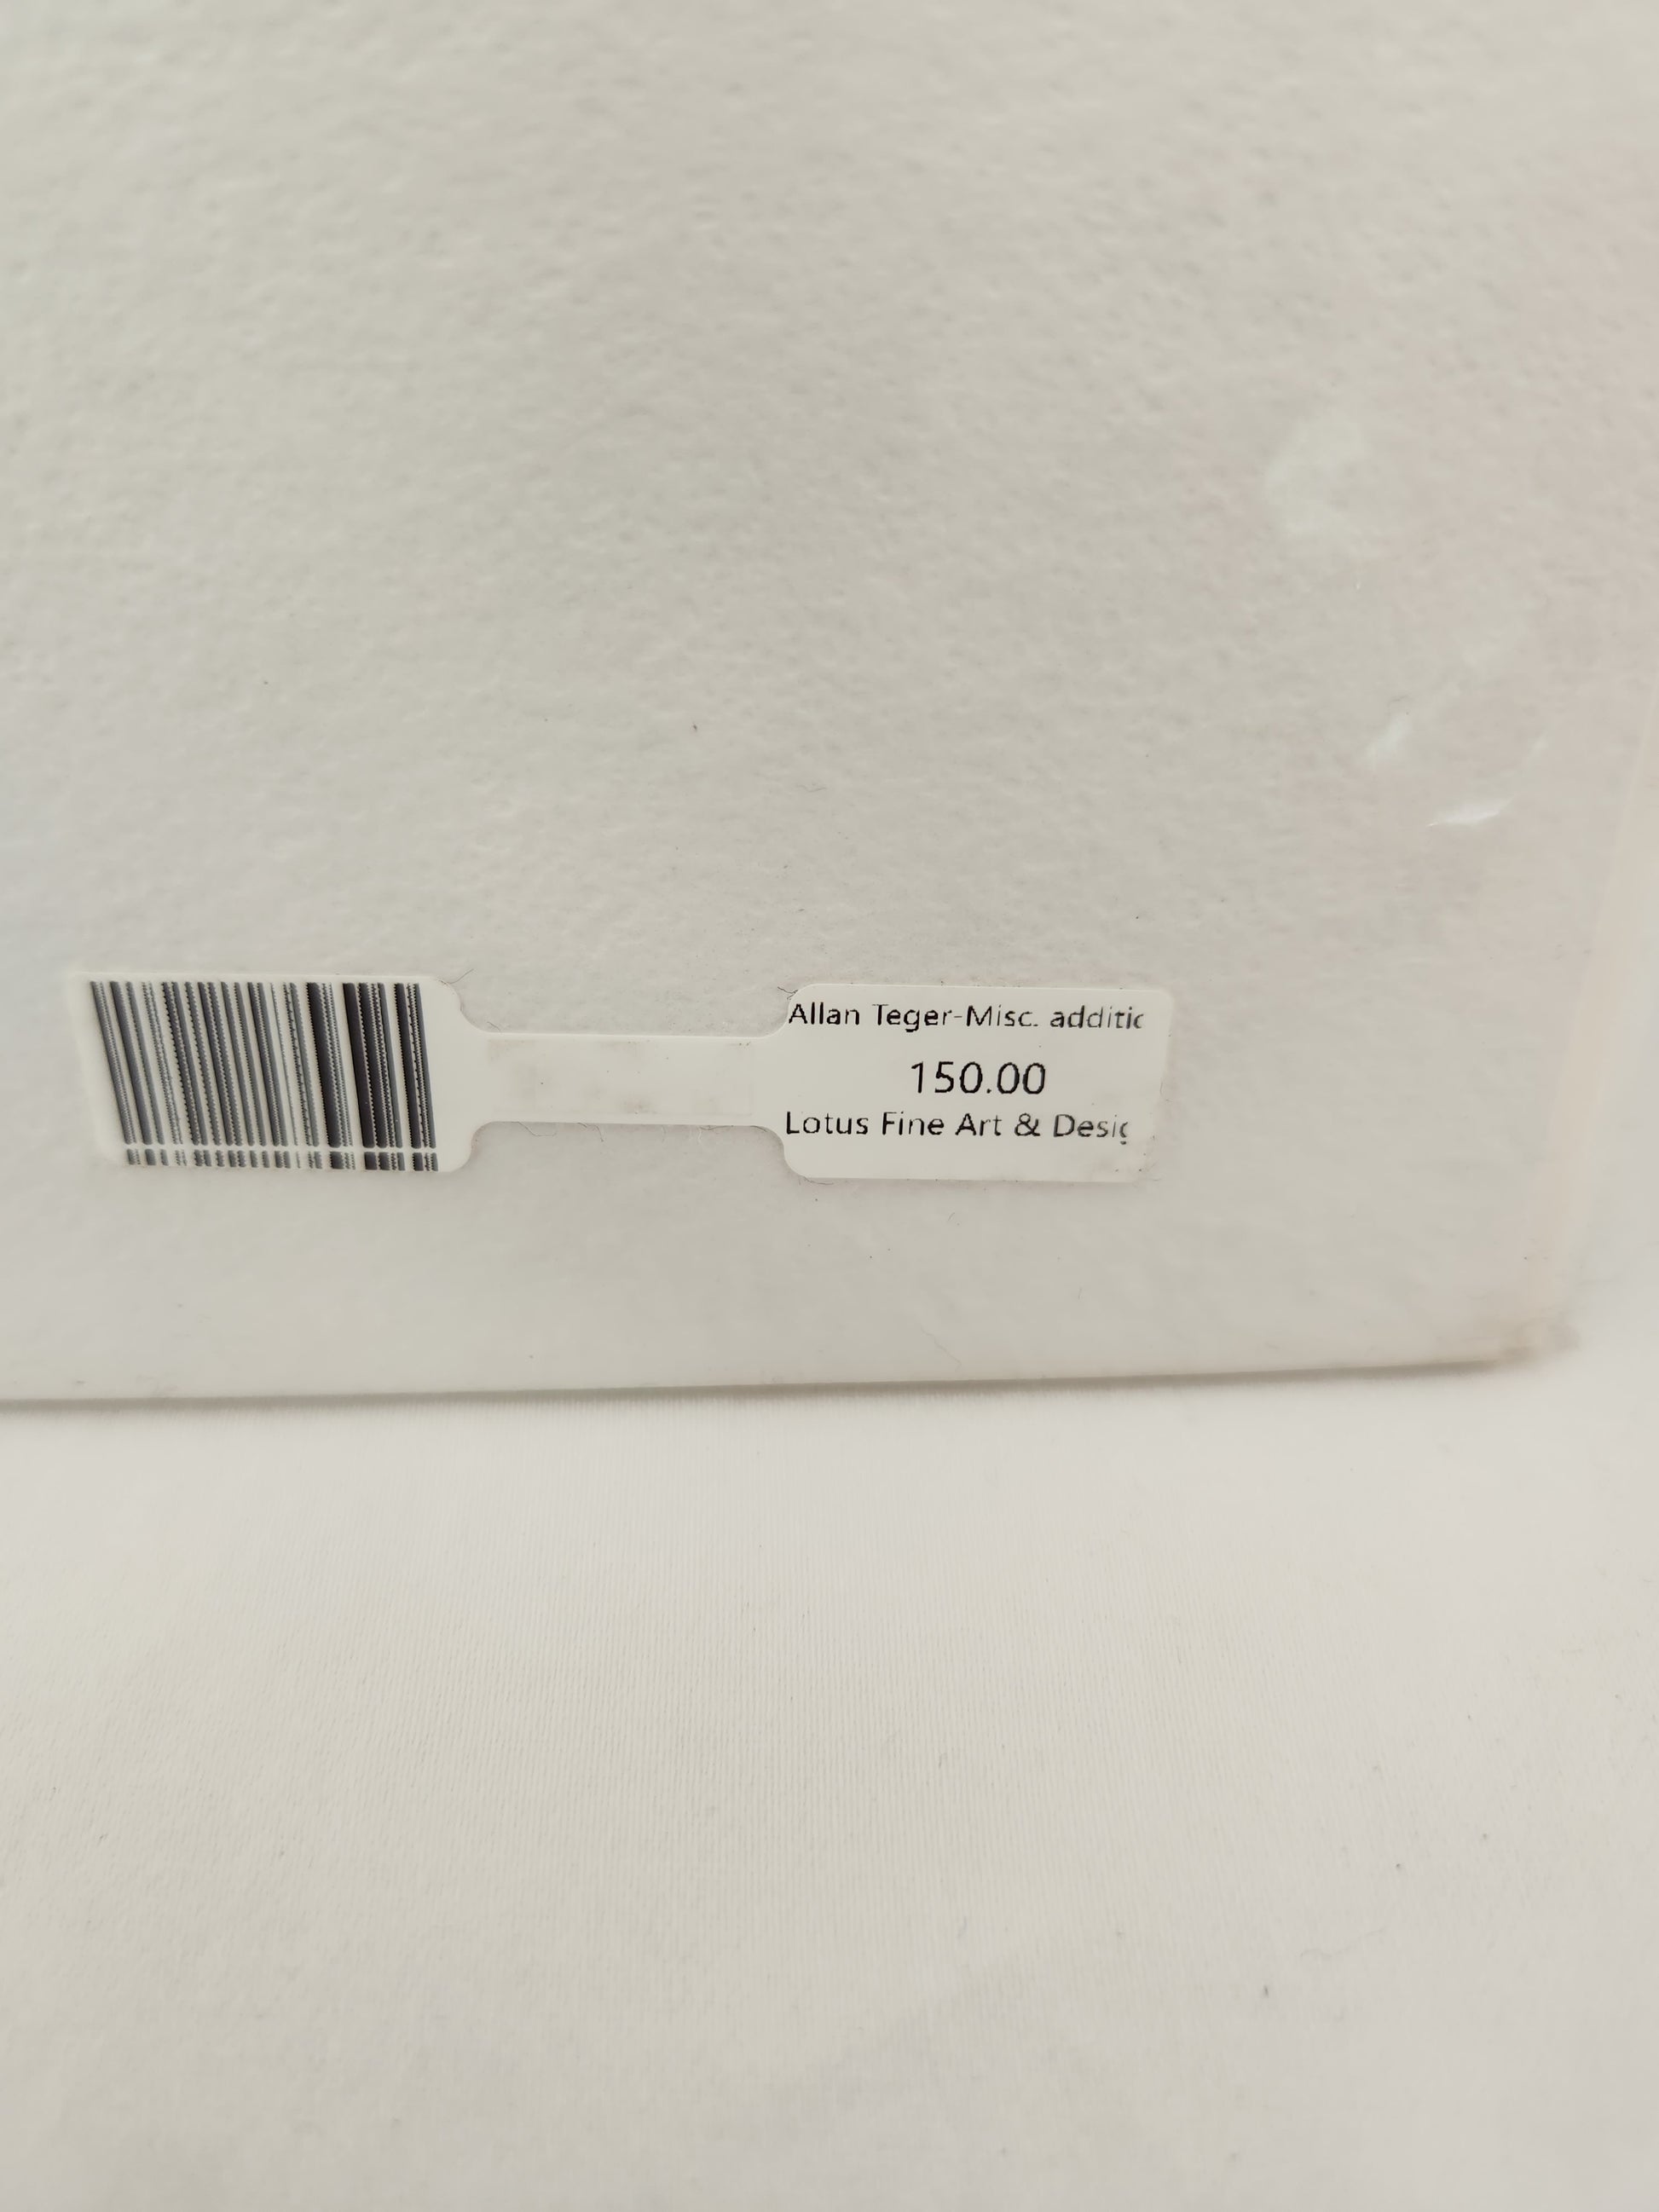 Allan Teger-Misc. additic
150.00
Lotus Fine Art & Desig